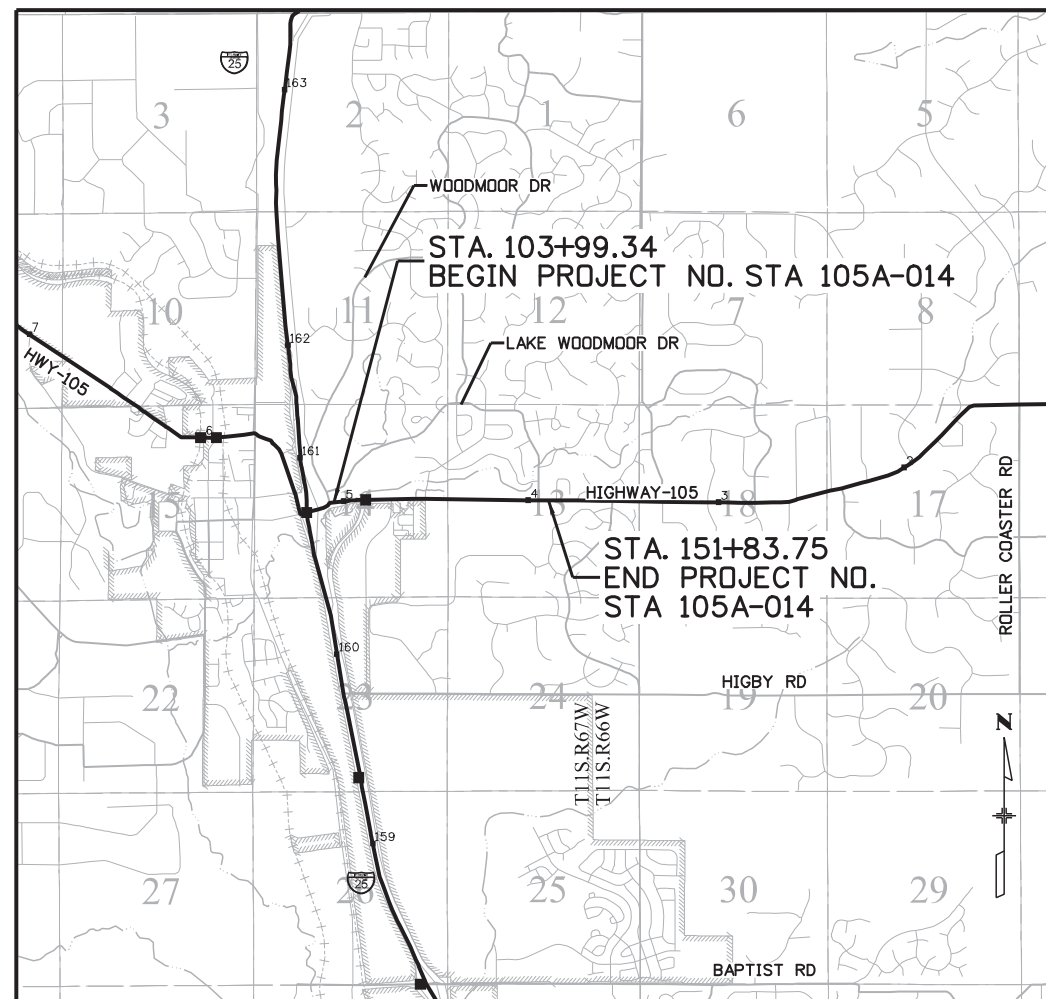 25
163
3
2
1
6
5
WOODMOOR DR
STA. 103+99.34
BEGIN PROJECT NO. STA 105A-014
10
11
12
7
8
7
HWY-105
162
LAKE WOODMOOR DR
6
161
2
15
5
14
4
13
HIGHWAY-105
3
18
17
STA. 151+83.75
END PROJECT NO.
STA 105A-014
ROLLER COASTER RD
160
22
23
24
HIGBY RD
19
20
T11S.R67W
T11S.R66W
N
159
25
27
26
25
30
29
BAPTIST RD